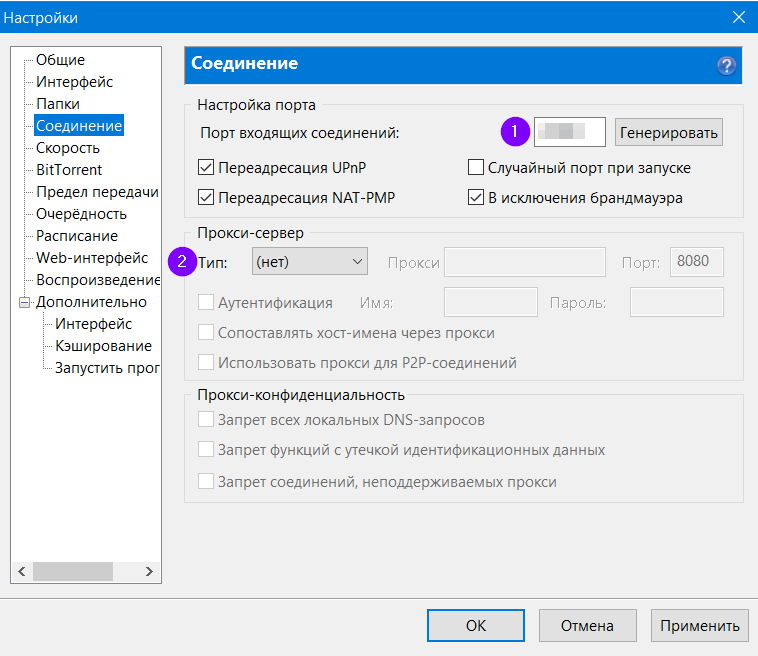 Настройки
Общие
Интерфейс
Папки
Соединение
Скорость
BitTorrent
Предел передачи
Очерёдность
Расписание
Web-интерфейс
Воспроизведение
Дополнительно
Интерфейс
Кэширование
Запустить прог
Соединение
Настройка порта
Порт входящих соединений: 1 Генерировать
Переадресация UPnP Случайный порт при запуске
Переадресация NAT-PMP В исключения брандмауэра
Прокси-сервер
2 Тип: (нет) Прокси Порт: 8080
Аутентификация Имя: Пароль:
Сопоставлять хост-имена через прокси
Использовать прокси для P2P-соединений
Прокси-конфиденциальность
Запрет всех локальных DNS-запросов
Запрет функций с утечкой идентификационных данных
Запрет соединений, неподдерживаемых прокси
ОК Отмена Применить